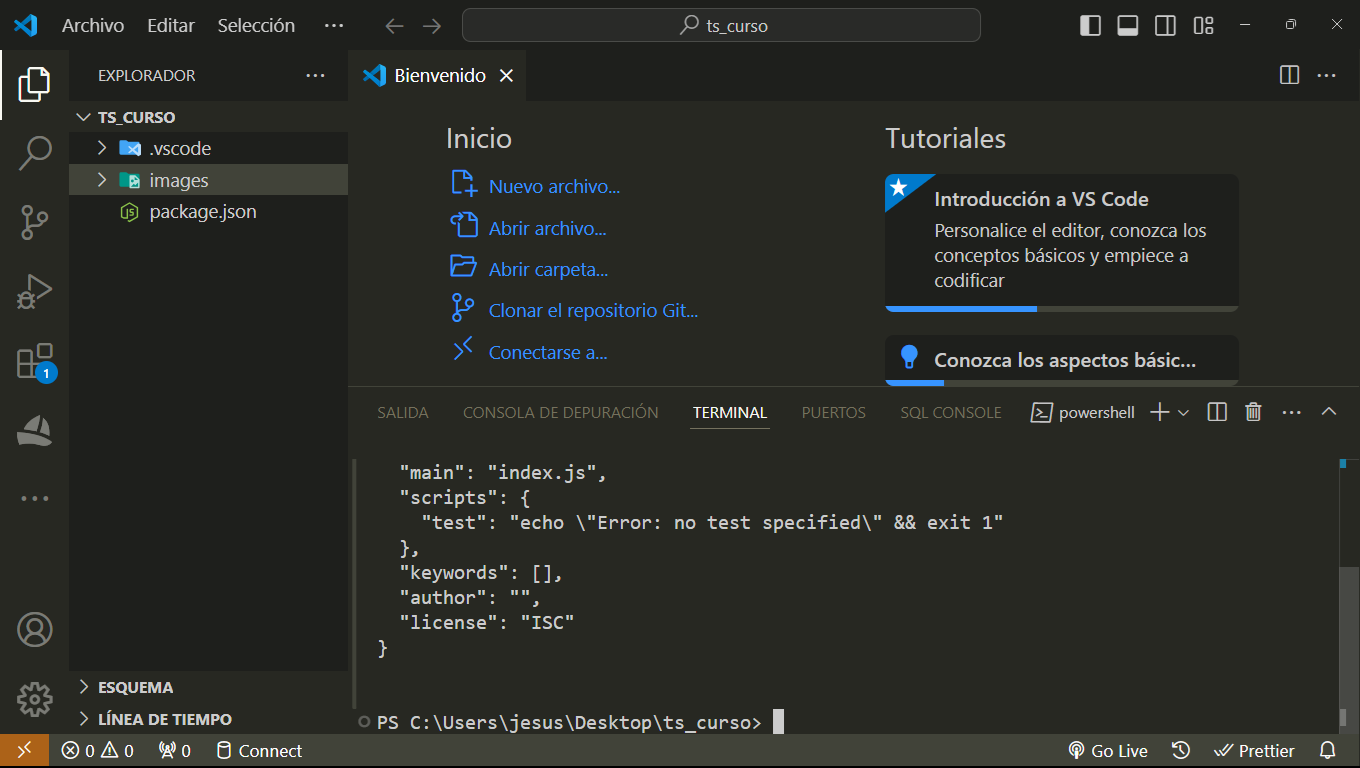 Archivo Editar Selección ··· ts_curso
EXPLORADOR ···
Bienvenido
TS_CURSO
.vscode
images
package.json
Inicio
Nuevo archivo...
Abrir archivo...
Abrir carpeta...
Clonar el repositorio Git...
Conectarse a...
Tutoriales
Introducción a VS Code
Personalice el editor, conozca los
conceptos básicos y empiece a
codificar
Conozca los aspectos básic...
1
SALIDA CONSOLA DE DEPURACIÓN TERMINAL PUERTOS SQL CONSOLE powershell
"main": "index.js",
"scripts": {
"test": "echo \"Error: no test specified\" && exit 1"
},
"keywords": [],
"author": "",
"license": "ISC"
}
PS C:\Users\jesus\Desktop\ts_curso>
ESQUEMA
LÍNEA DE TIEMPO
0 0 0 Connect Go Live Prettier